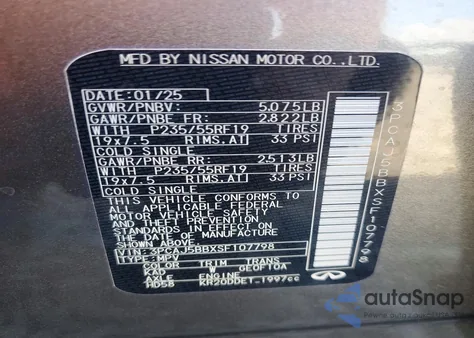 MFD BY NISSAN MOTOR CO.,LTD.
DATE: 01/25
GVWR/PNBV: 5,075LB
GAWR/PNBE FR: 2,822LB
WITH P235/55RF19 TIRES
19x7.5 RIMS.AT 33 PSI
COLD SINGLE
GAWR/PNBE RR: 2,513LB
WITH P235/55RF19 TIRES
19x7.5 RIMS.AT 33 PSI
COLD SINGLE
THIS VEHICLE CONFORMS TO
ALL APPLICABLE FEDERAL
MOTOR VEHICLE SAFETY
AND THEFT PREVENTION
STANDARDS IN EFFECT ON
THE DATE OF MANUFACTURE
SHOWN ABOVE
VIN: 3PCAJ5BBXSF107798
TYPE: MPV
COLOR TRIM TRANS
KAD W GE0F10A
AXLE ENGINE
HD58 KR20DDET 1997cc
3PCAJ5BBXSF107798
INFINITI
autoSnap